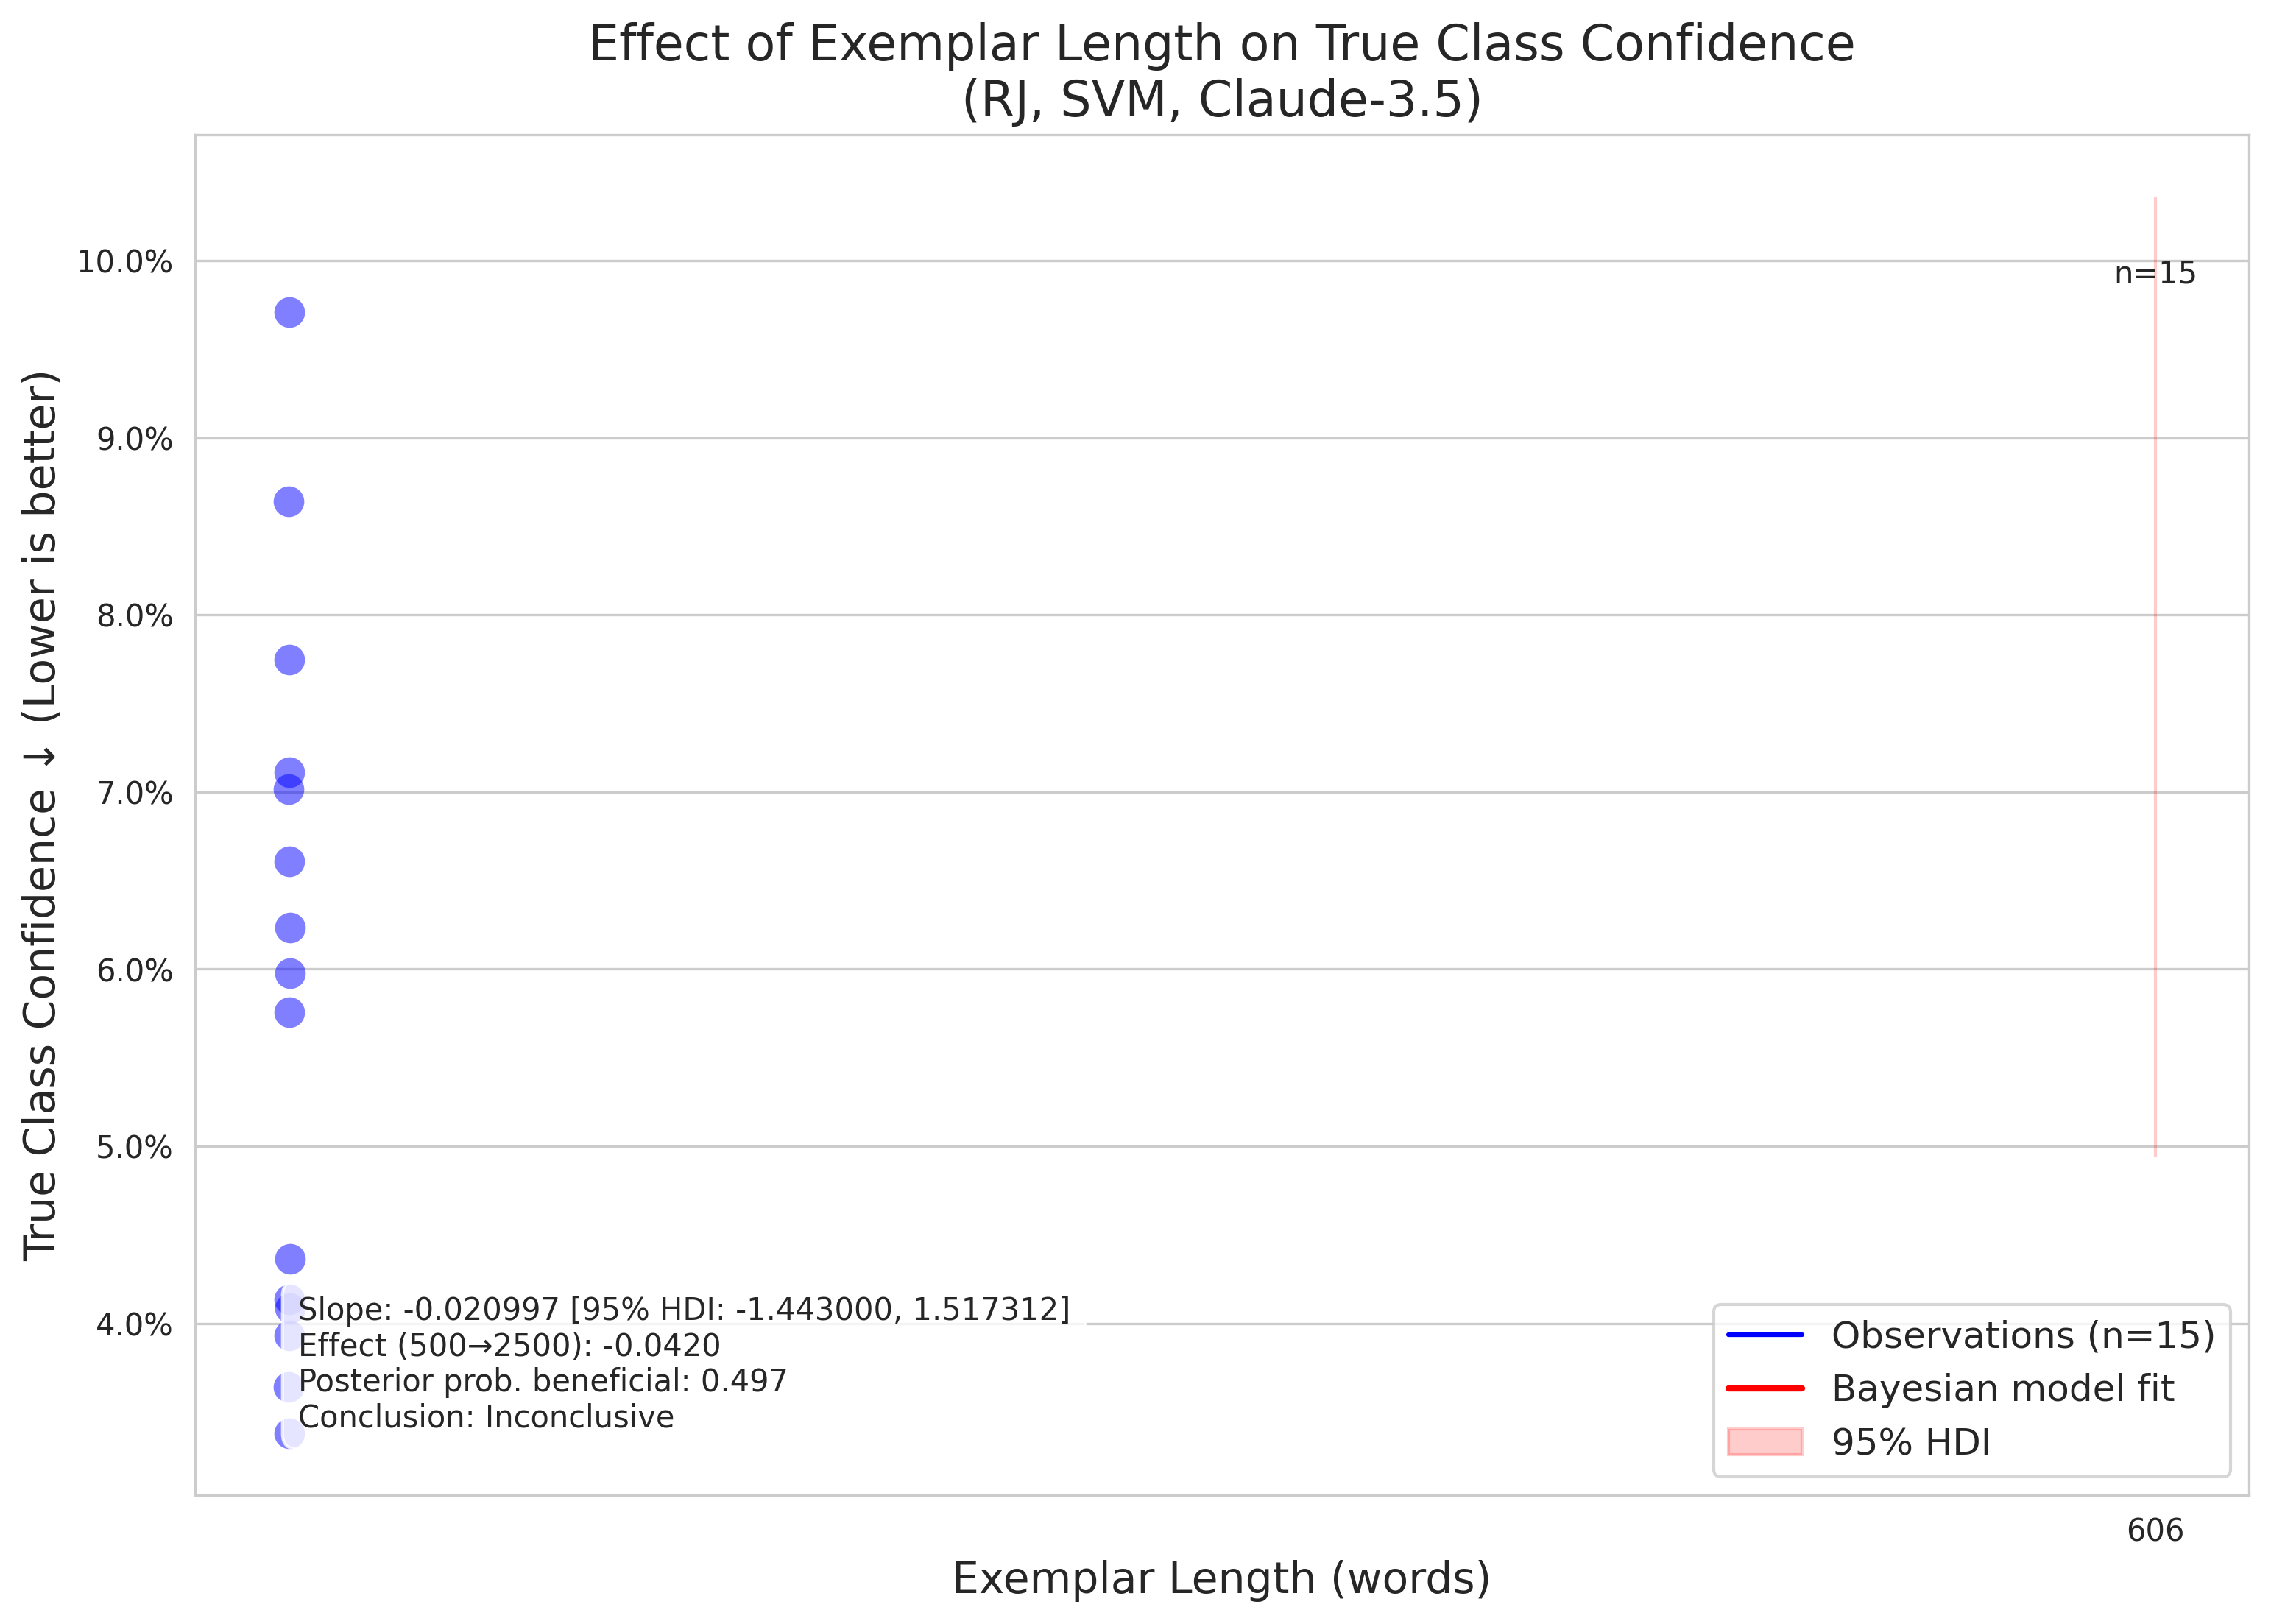 Effect of Exemplar Length on True Class Confidence
(RJ, SVM, Claude-3.5)
True Class Confidence ↓ (Lower is better)
10.0%
9.0%
8.0%
7.0%
6.0%
5.0%
4.0%
n=15
Slope: -0.020997 [95% HDI: -1.443000, 1.517312]
Effect (500→2500): -0.0420
Posterior prob. beneficial: 0.497
Conclusion: Inconclusive
Observations (n=15)
Bayesian model fit
95% HDI
606
Exemplar Length (words)